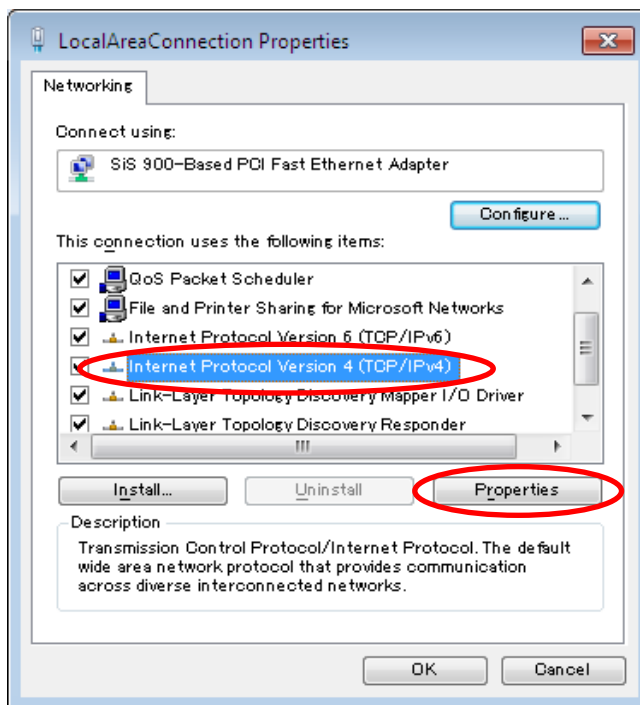 LocalAreaConnection Properties
Networking
Connect using:
SiS 900-Based PCI Fast Ethernet Adapter
Configure...
This connection uses the following items:
QoS Packet Scheduler
File and Printer Sharing for Microsoft Networks
Internet Protocol Version 6 (TCP/IPv6)
Internet Protocol Version 4 (TCP/IPv4)
Link-Layer Topology Discovery Mapper I/O Driver
Link-Layer Topology Discovery Responder
Install...
Uninstall
Properties
Description
Transmission Control Protocol/Internet Protocol. The default
wide area network protocol that provides communication
across diverse interconnected networks.
OK
Cancel